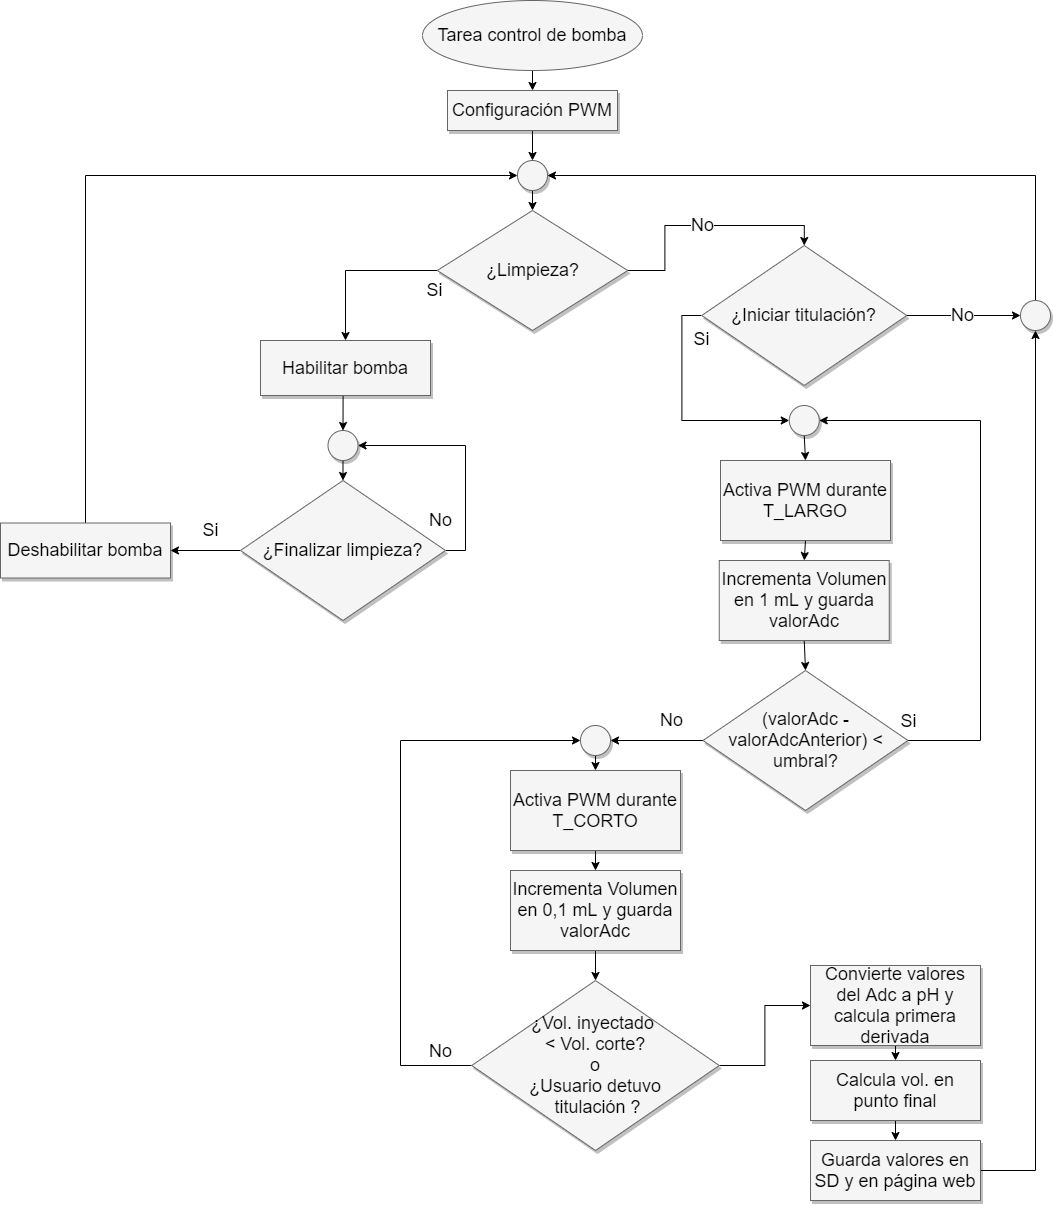 Tarea control de bomba
Configuración PWM
¿Limpieza?
No
Si
¿Iniciar titulación?
No
Si
Habilitar bomba
¿Finalizar limpieza?
No
Si
Deshabilitar bomba
Activa PWM durante
T_LARGO
Incrementa Volumen
en 1 mL y guarda
valorAdc
(valorAdc -
valorAdcAnterior) <
umbral?
Si
No
Activa PWM durante
T_CORTO
Incrementa Volumen
en 0,1 mL y guarda
valorAdc
¿Vol. inyectado
< Vol. corte?
o
¿Usuario detuvo
titulación ?
No
Convierte valores
del Adc a pH y
calcula primera
derivada
Calcula vol. en
punto final
Guarda valores en
SD y en página web